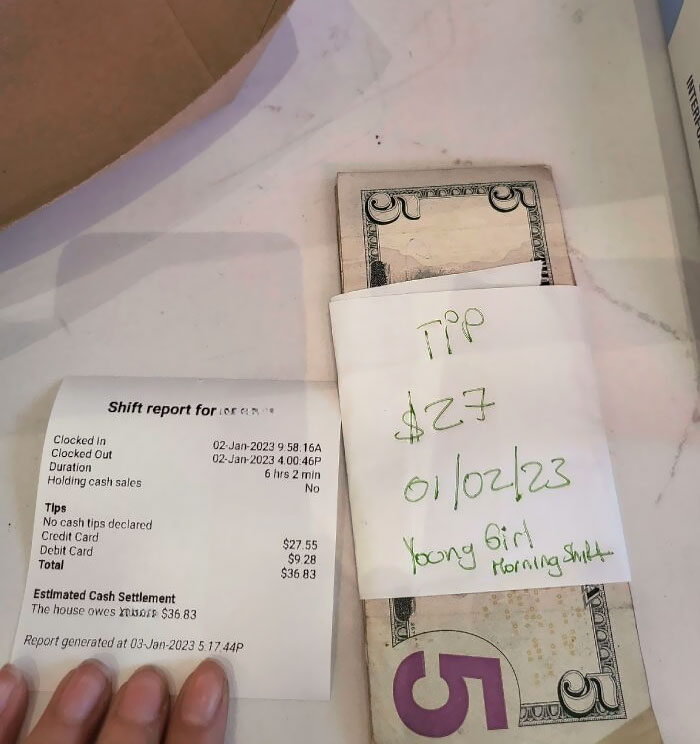 Shift report for
Clocked In 02-Jan-2023 9:58.16A
Clocked Out 02-Jan-2023 4:00:46P
Duration 6 hrs 2 min
Holding cash sales No
Tips
No cash tips declared
Credit Card $27.55
Debit Card $9.28
Total $36.83
Estimated Cash Settlement
The house owes $36.83
Report generated at 03-Jan-2023 5:17:44P
5 5
TiP
$27
01/02/23
Young Girl
Morning Shift
5 5